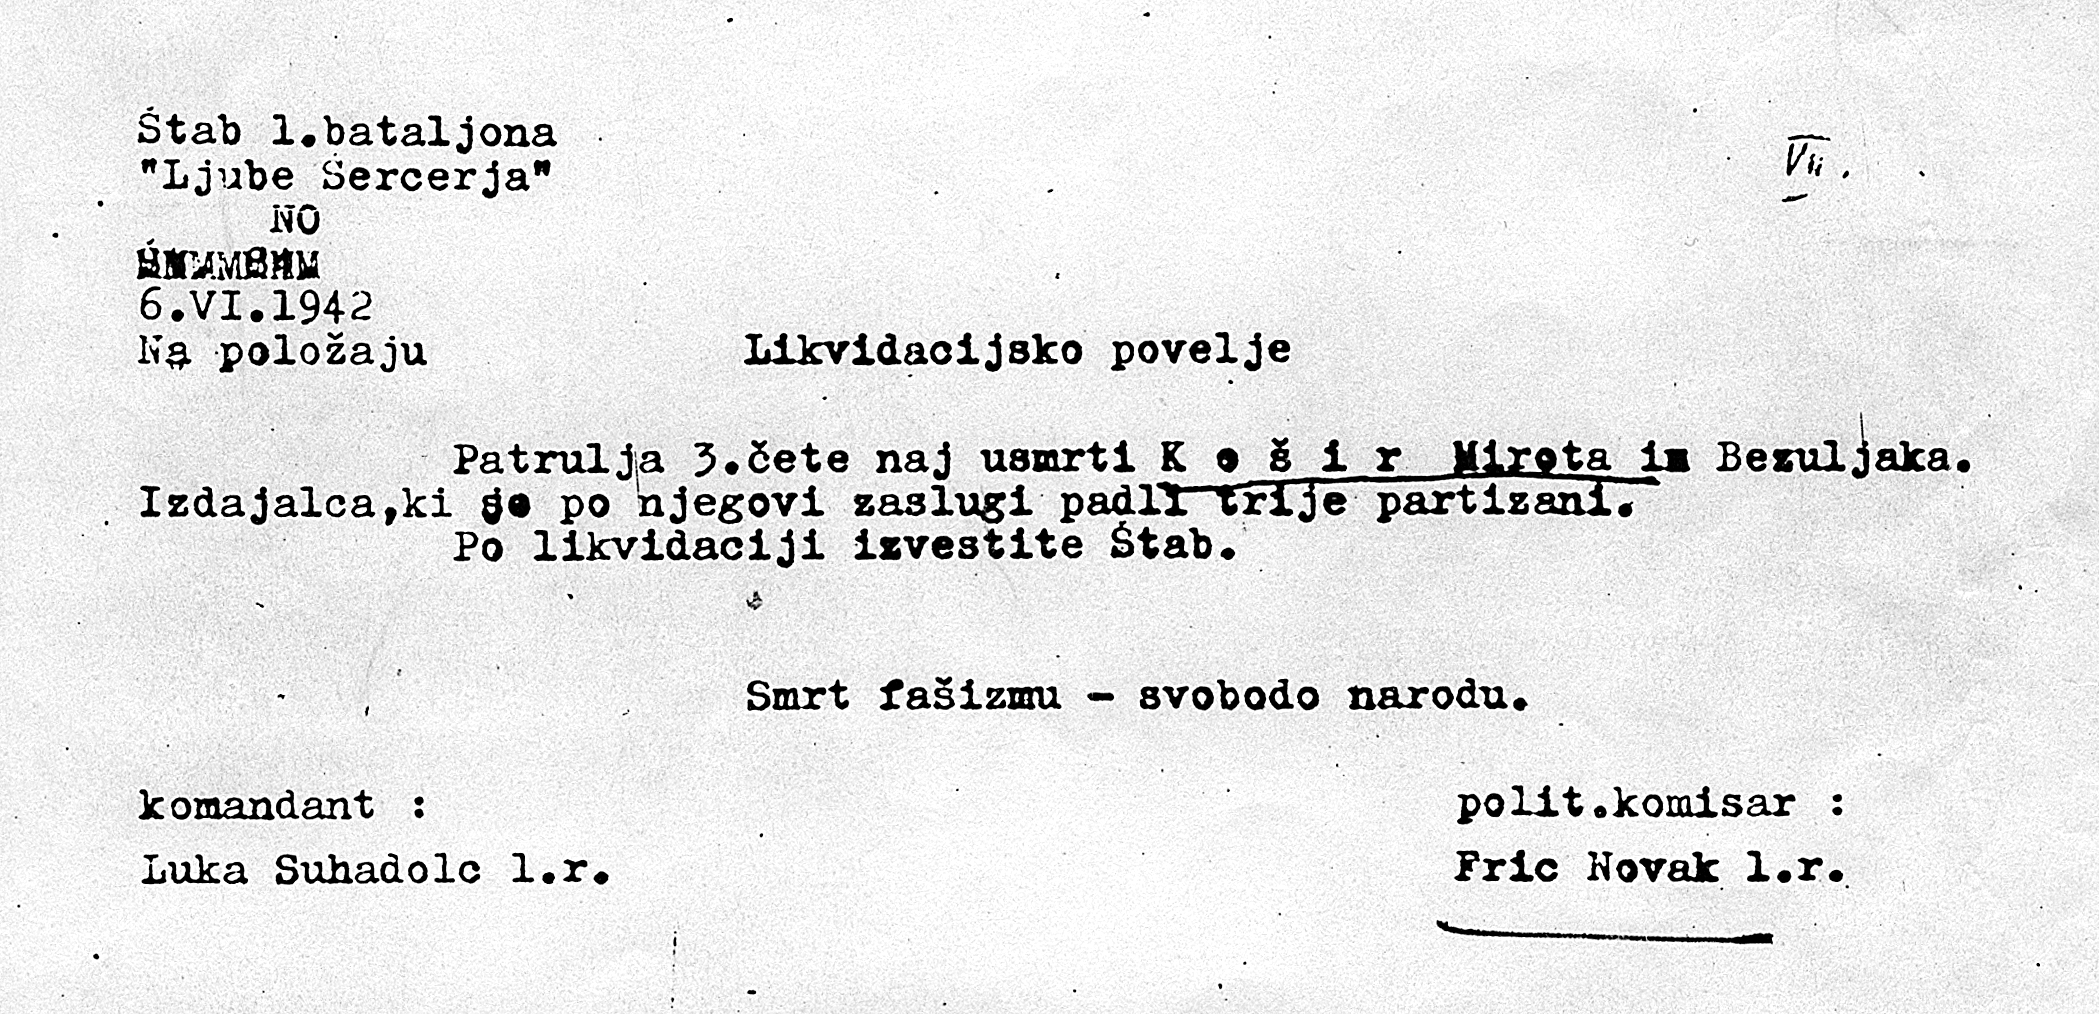 Štab 1.bataljona
"Ljube Šercerja"
NO
6.VI.1942
Na položaju
Likvidacijsko povelje
VII.
Patrulja 3.čete naj usmrti K o š i r Mirota iz Bezuljaka.
Izdajalca,ki so po njegovi zaslugi padli trije partizani.
Po likvidaciji izvestite Štab.
Smrt fašizmu - svobodo narodu.
komandant :
polit.komisar :
Luka Suhadolc l.r.
Fric Novak l.r.